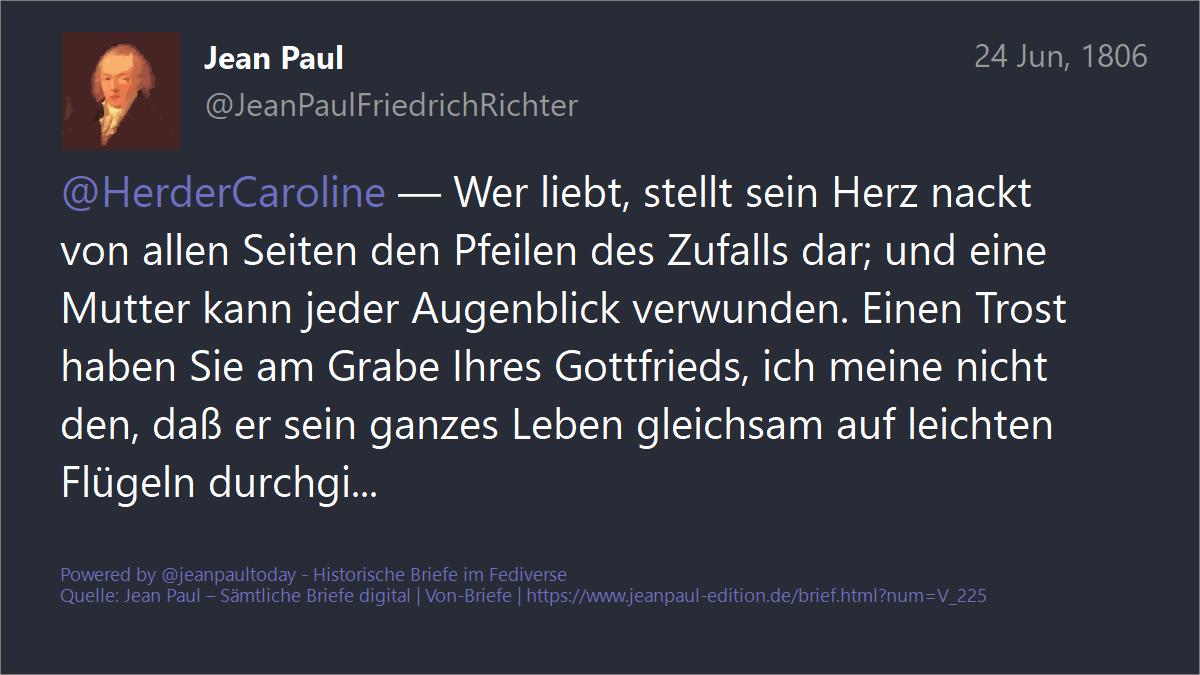 Jean Paul
24 Jun, 1806
@JeanPaulFriedrichRichter
@HerderCaroline — Wer liebt, stellt sein Herz nackt
von allen Seiten den Pfeilen des Zufalls dar; und eine
Mutter kann jeder Augenblick verwunden. Einen Trost
haben Sie am Grabe Ihres Gottfrieds, ich meine nicht
den, daß er sein ganzes Leben gleichsam auf leichten
Flügeln durchgi...
Powered by @jeanpaultoday - Historische Briefe im Fediverse
Quelle: Jean Paul – Sämtliche Briefe digital | Von-Briefe | https://www.jeanpaul-edition.de/brief.html?num=V_225